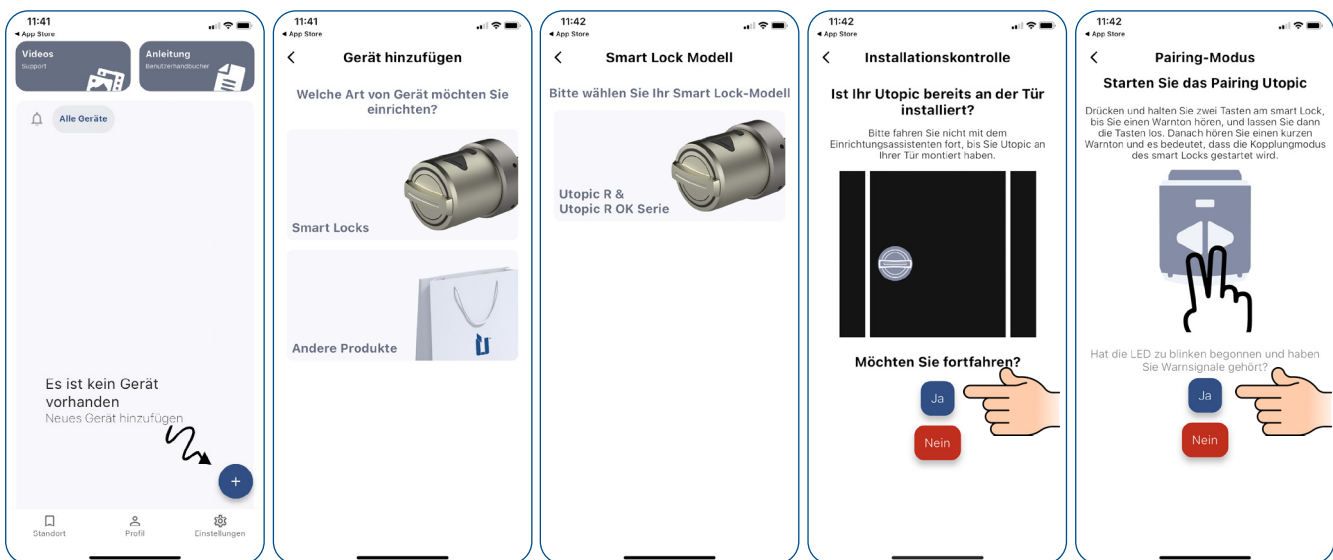 11:41
App Store
Videos
Support
Anleitung
Benutzerhandbücher
Alle Geräte
Es ist kein Gerät
vorhanden
Neues Gerät hinzufügen
+
Standort
Profil
Einstellungen
11:41
App Store
Gerät hinzufügen
Welche Art von Gerät möchten Sie
einrichten?
Smart Locks
Andere Produkte
11:42
App Store
Smart Lock Modell
Bitte wählen Sie Ihr Smart Lock-Modell
Utopic R &
Utopic R OK Serie
11:42
App Store
Installationskontrolle
Ist Ihr Utopic bereits an der Tür
installiert?
Bitte fahren Sie nicht mit dem
Einrichtungsassistenten fort, bis Sie Utopic an
Ihrer Tür montiert haben.
Möchten Sie fortfahren?
Ja
Nein
11:42
App Store
Pairing-Modus
Starten Sie das Pairing Utopic
Drücken und halten Sie zwei Tasten am smart Lock,
bis Sie einen Warnton hören, und lassen Sie dann
die Tasten los. Danach hören Sie einen kurzen
Warnton und es bedeutet, dass die Kopplungmodus
des smart Locks gestartet wird.
Hat die LED zu blinken begonnen und haben
Sie Warnsignale gehört?
Ja
Nein